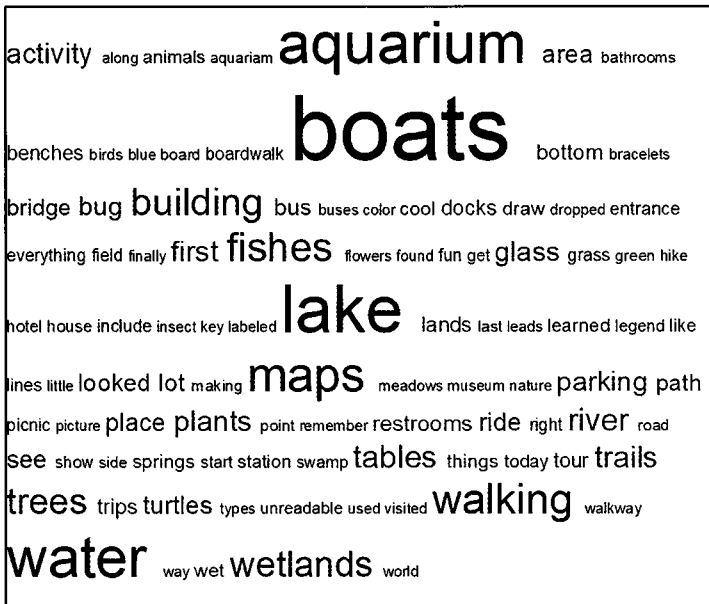 activity along animals aquariam aquarium area bathrooms
benches birds blue board boardwalk boats bottom bracelets
bridge bug building bus buses color cool docks draw dropped entrance
everything field finally first fishes flowers found fun get glass grass green hike
hotel house include insect key labeled lake lands last leads learned legend like
lines little looked lot making maps meadows museum nature parking path
picnic picture place plants point remember restrooms ride right river road
see show side springs start station swamp tables things today tour trails
trees trips turtles types unreadable used visited walking walkway
water way wet wetlands world